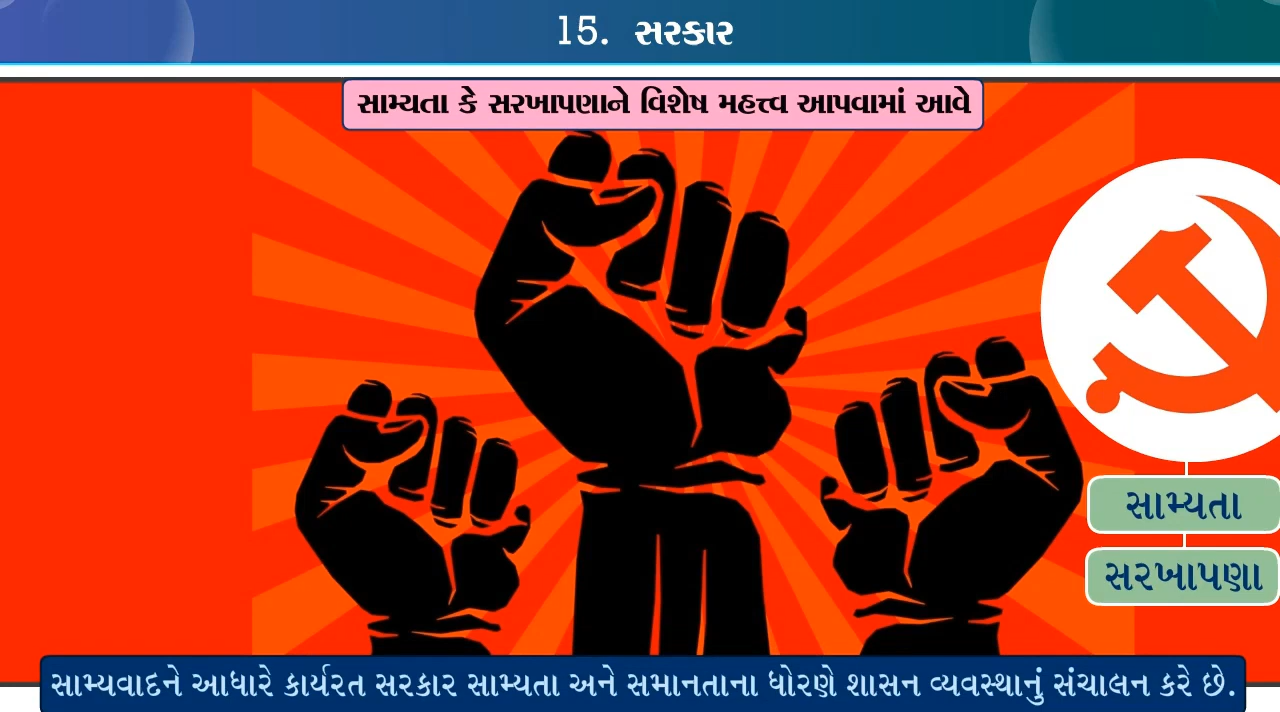 15. સરકાર
સામ્યતા કે સરખાપણાને વિશેષ મહત્ત્વ આપવામાં આવે
સામ્યતા
સરખાપણા
સામ્યવાદને આધારે કાર્યરત સરકાર સામ્યતા અને સમાનતાના ધોરણે શાસન વ્યવસ્થાનું સંચાલન કરે છે.